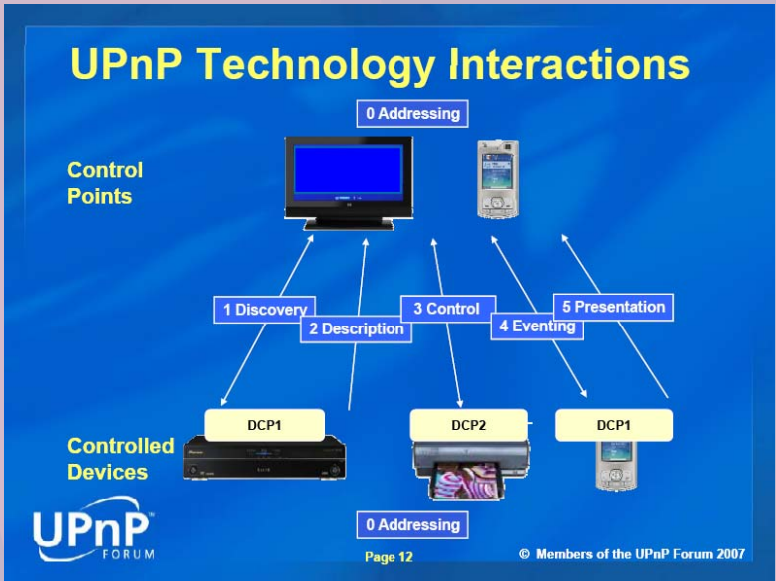 UPnP Technology Interactions
0 Addressing
Control
Points
1 Discovery
2 Description
3 Control
4 Eventing
5 Presentation
DCP1
DCP2
DCP1
Controlled
Devices
0 Addressing
UPnP
FORUM
Page 12
© Members of the UPnP Forum 2007